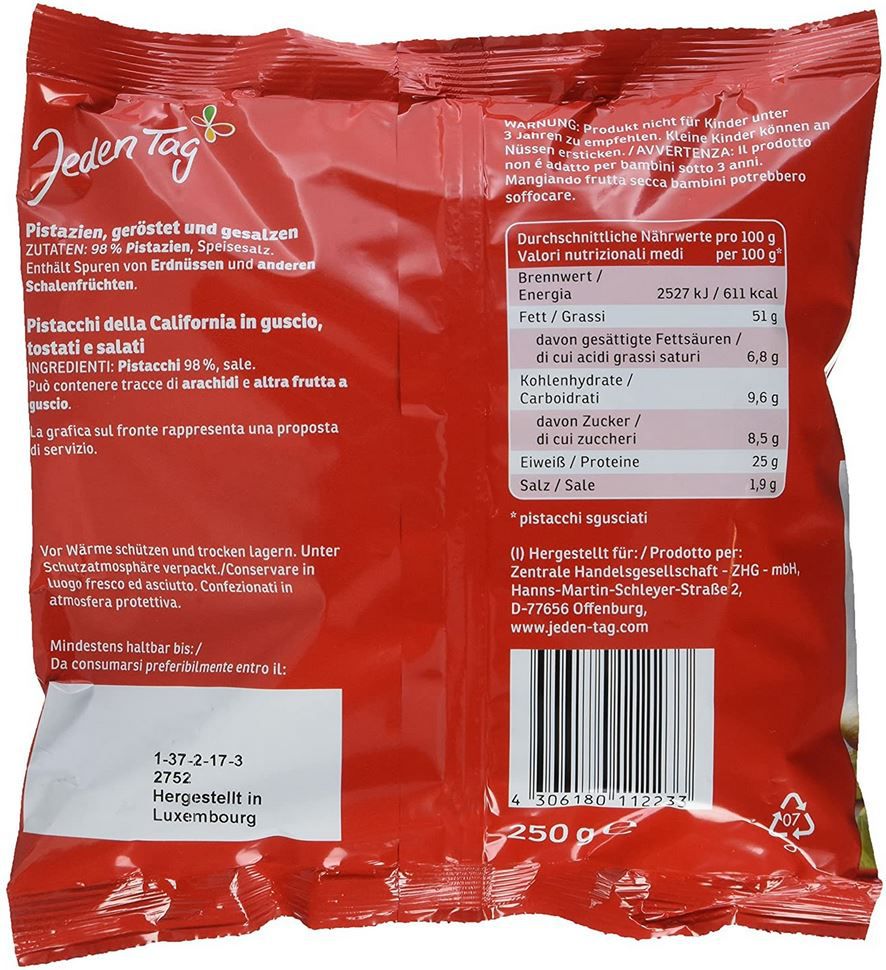 Jeden Tag
Pistazien, geröstet und gesalzen
ZUTATEN: 98 % Pistazien, Speisesalz.
Enthält Spuren von Erdnüssen und anderen
Schalenfrüchten.
Pistacchi della California in guscio,
tostati e salati
INGREDIENTI: Pistacchi 98 %, sale.
Può contenere tracce di arachidi e altra frutta a
guscio.
La grafica sul fronte rappresenta una proposta
di servizio.
Vor Wärme schützen und trocken lagern. Unter
Schutzatmosphäre verpackt./Conservare in
luogo fresco ed asciutto. Confezionati in
atmosfera protettiva.
Mindestens haltbar bis:/
Da consumarsi preferibilmente entro il:
1-37-2-17-3
2752
Hergestellt in
Luxembourg
WARNUNG: Produkt nicht für Kinder unter
3 Jahren zu empfehlen. Kleine Kinder können an
Nüssen ersticken. / AVVERTENZA: Il prodotto
non é adatto per bambini sotto 3 anni.
Mangiando frutta secca bambini potrebbero
soffocare.
Durchschnittliche Nährwerte pro 100 g
Valori nutrizionali medi per 100 g*
Brennwert /
Energia 2527 kJ / 611 kcal
Fett / Grassi 51 g
davon gesättigte Fettsäuren /
di cui acidi grassi saturi 6,8 g
Kohlenhydrate /
Carboidrati 9,6 g
davon Zucker /
di cui zuccheri 8,5 g
Eiweiß / Proteine 25 g
Salz / Sale 1,9 g
* pistacchi sgusciati
(I) Hergestellt für: / Prodotto per:
Zentrale Handelsgesellschaft - ZHG - mbH,
Hanns-Martin-Schleyer-Straße 2,
D-77656 Offenburg,
www.jeden-tag.com
4 306180 112233
250 g e
07